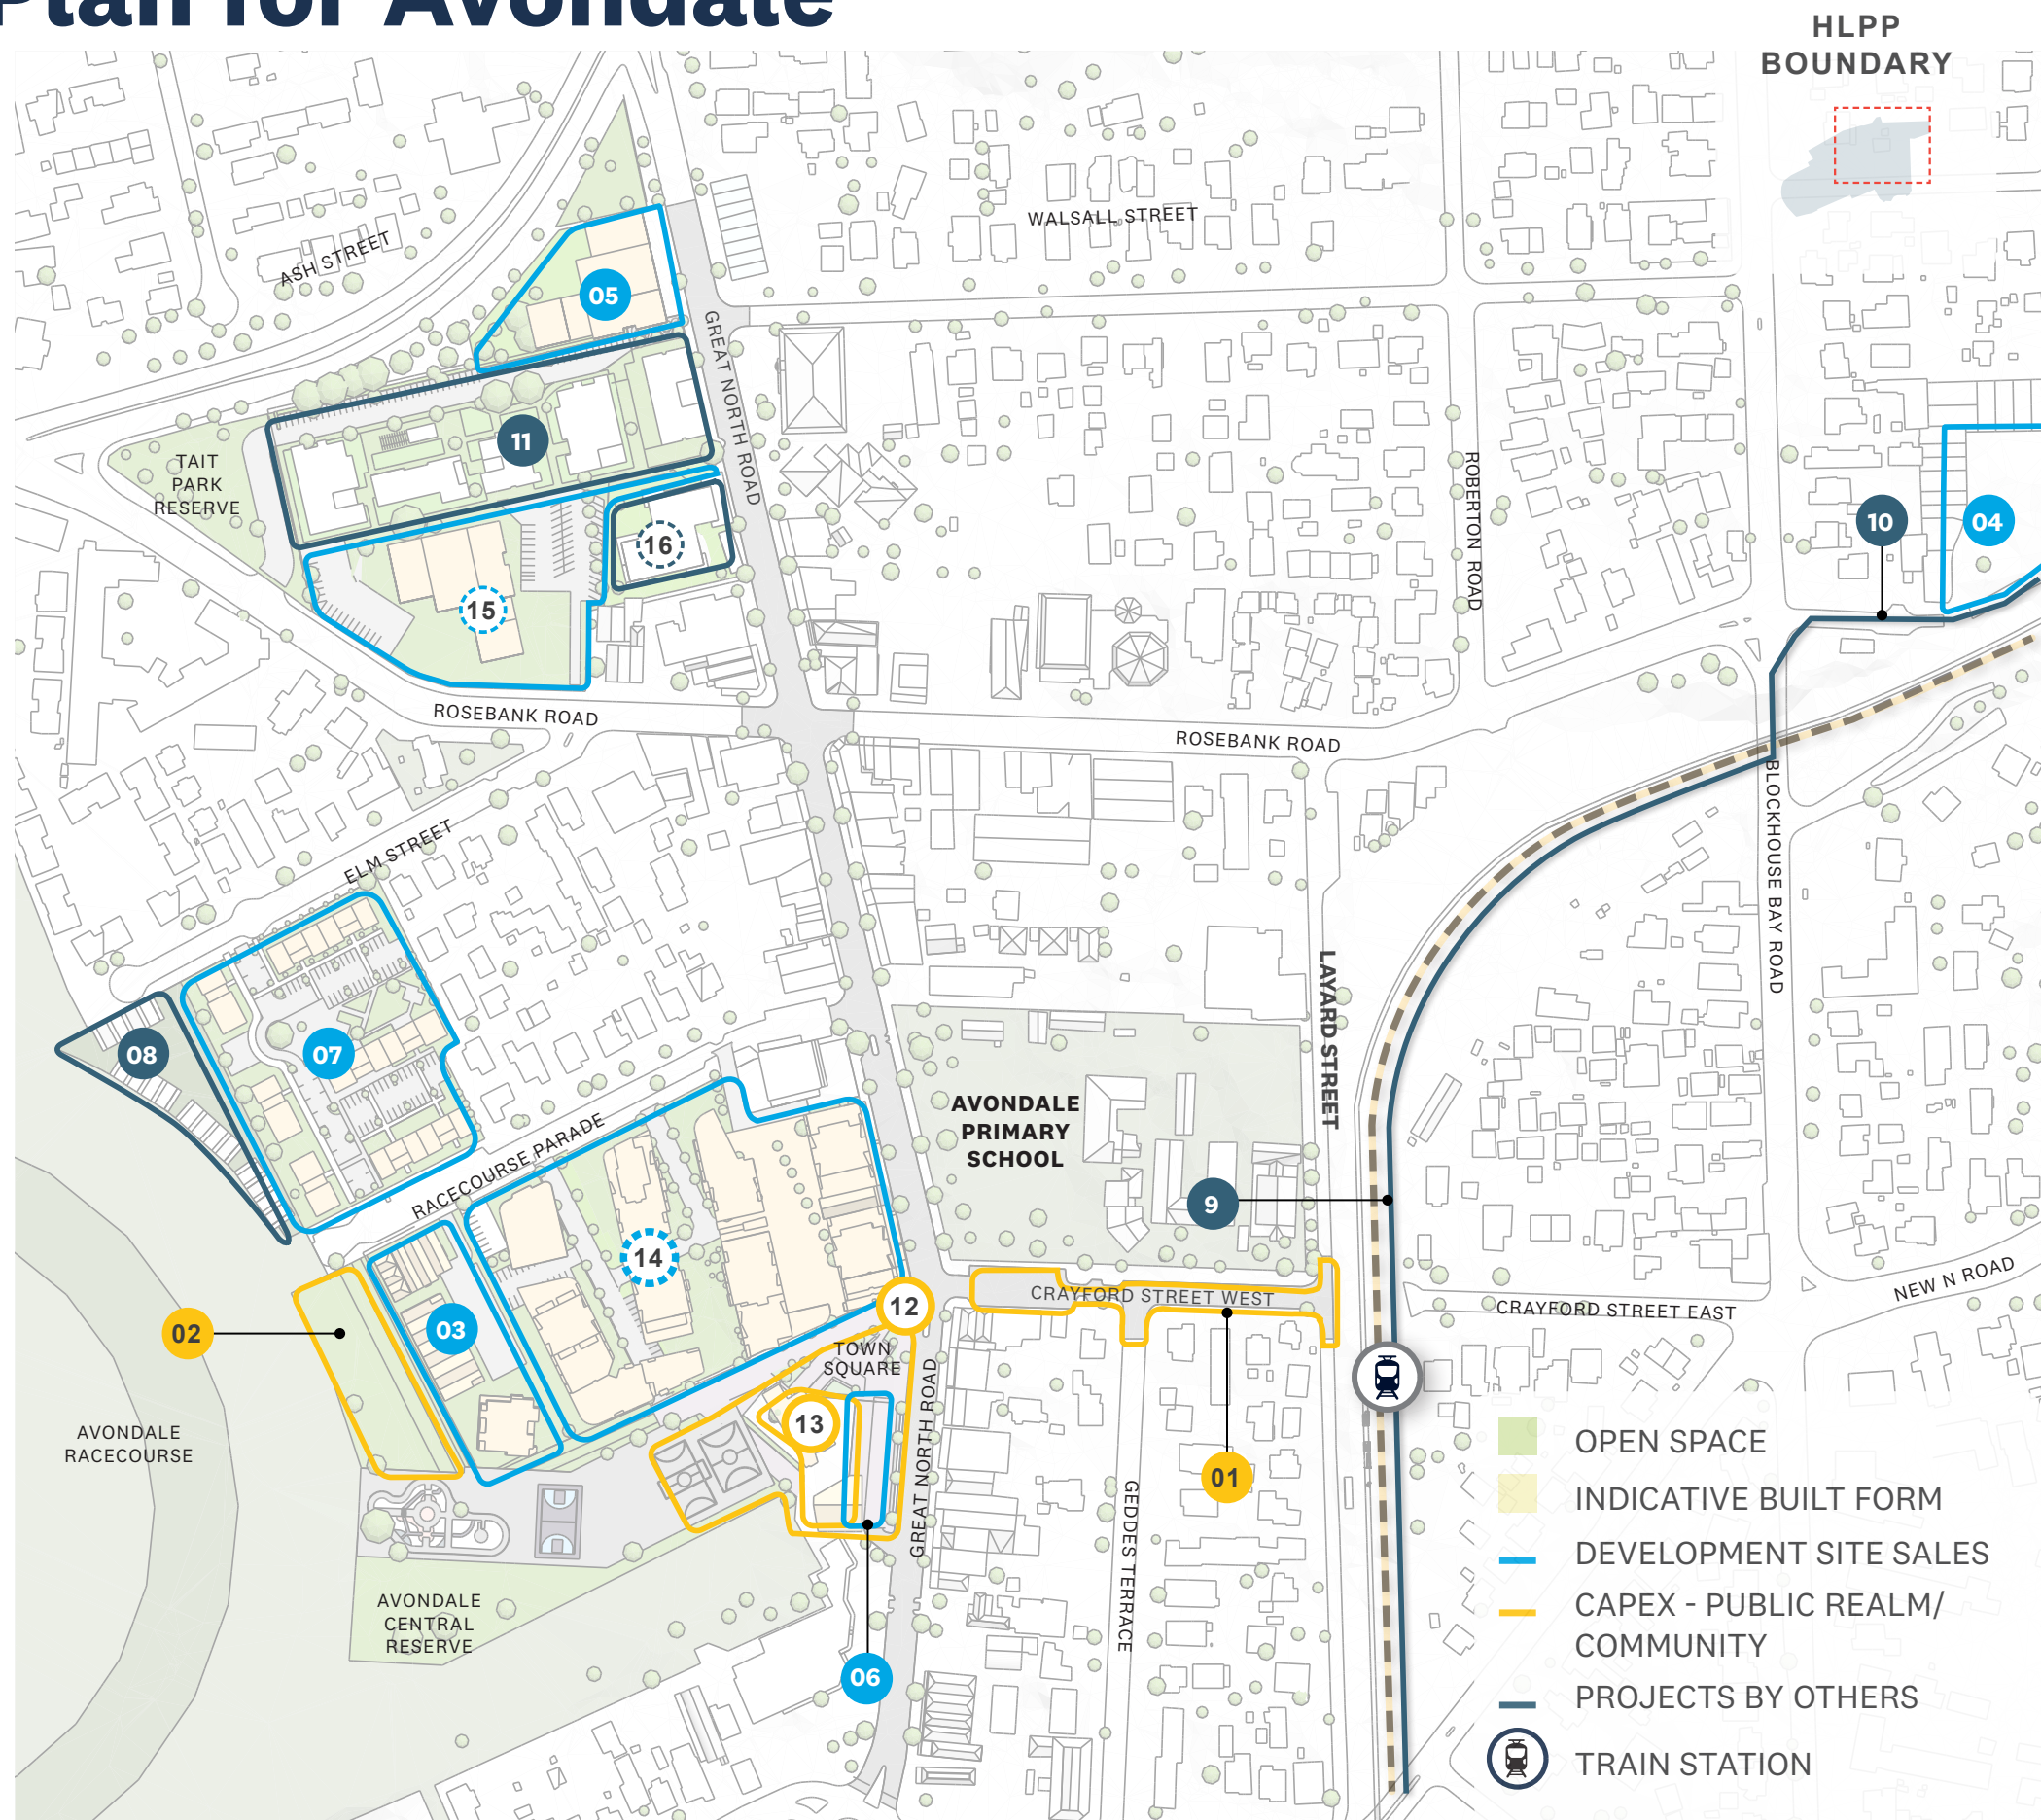 Plan for Avondale
HLPP
BOUNDARY
WALSALL STREET
ASH STREET
05
GREAT NORTH ROAD
11
TAIT
PARK
RESERVE
ROBERTON ROAD
10
04
16
15
ROSEBANK ROAD
ROSEBANK ROAD
BLOCKHOUSE BAY ROAD
ELM STREET
LAYARD STREET
08
07
AVONDALE
PRIMARY
SCHOOL
RACECOURSE PARADE
9
14
12
CRAYFORD STREET WEST
NEW N ROAD
CRAYFORD STREET EAST
02
03
TOWN
SQUARE
13
GREAT NORTH ROAD
AVONDALE
RACECOURSE
01
GEDDES TERRACE
AVONDALE
CENTRAL
RESERVE
06
OPEN SPACE
INDICATIVE BUILT FORM
DEVELOPMENT SITE SALES
CAPEX - PUBLIC REALM/
COMMUNITY
PROJECTS BY OTHERS
TRAIN STATION